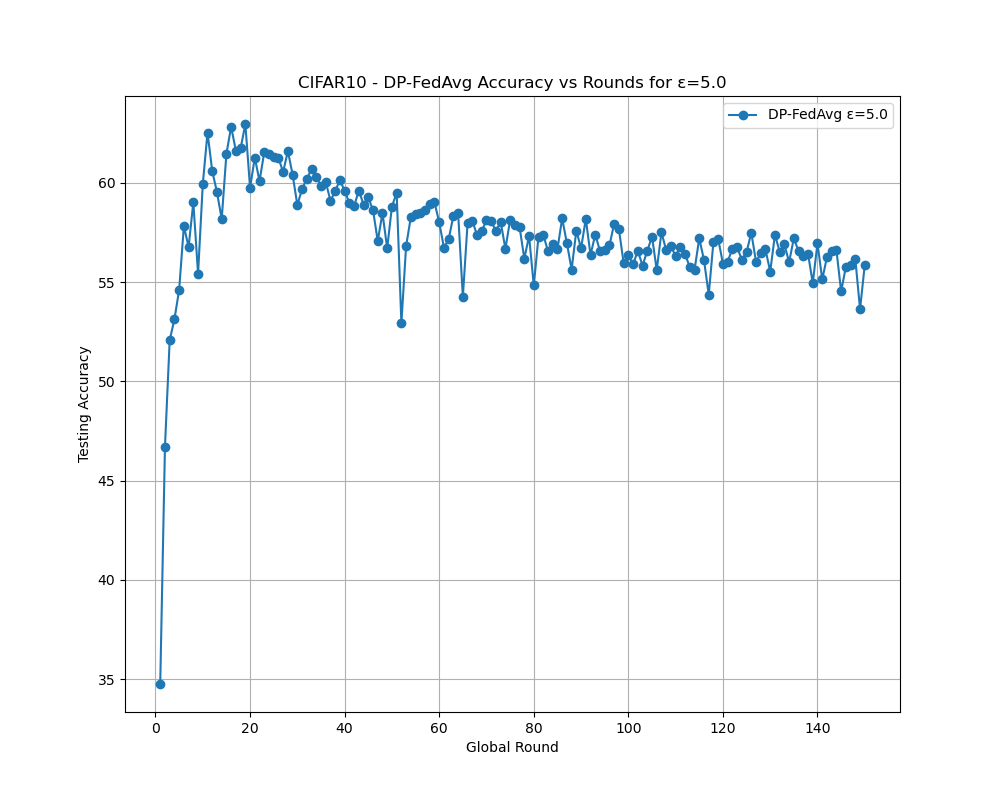 CIFAR10 - DP-FedAvg Accuracy vs Rounds for ε=5.0
DP-FedAvg ε=5.0
Testing Accuracy
60
55
50
45
40
35
0 20 40 60 80 100 120 140
Global Round